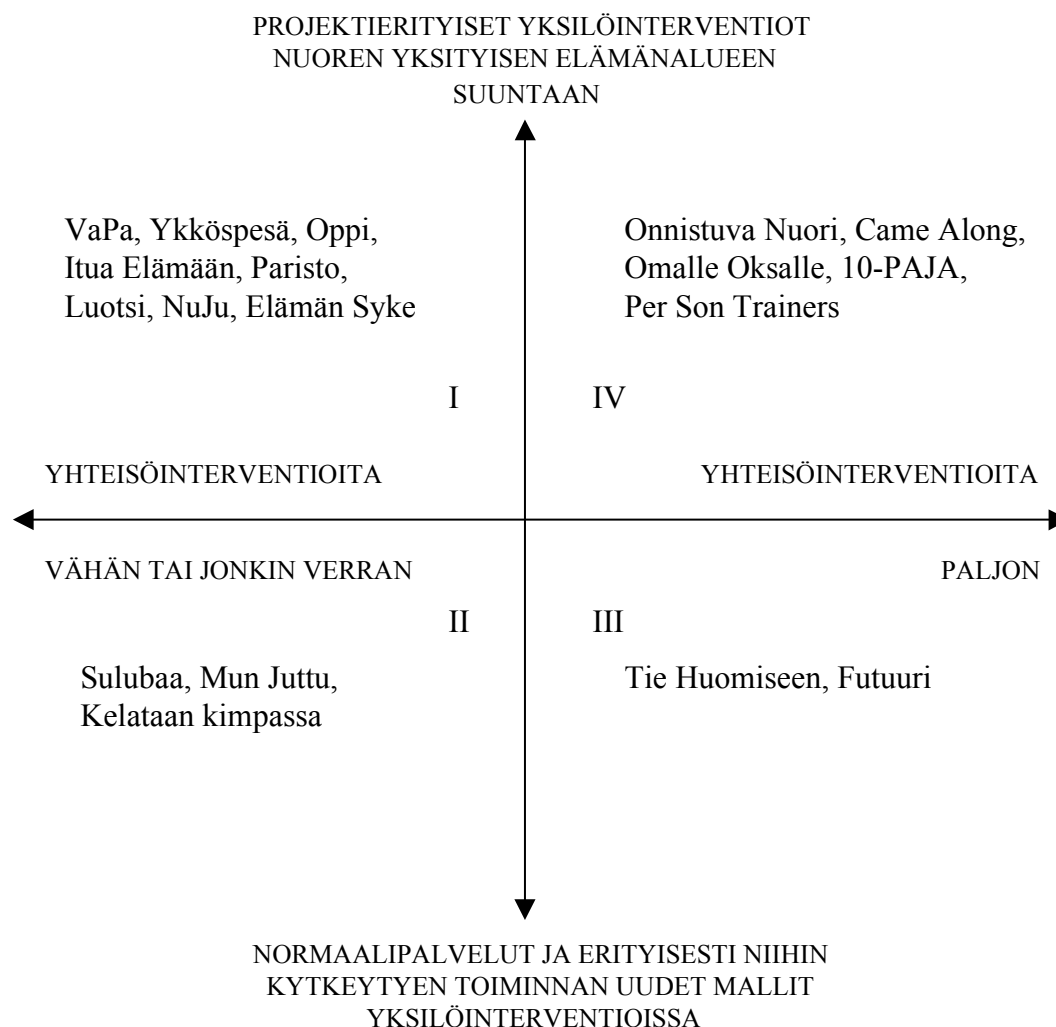 PROJEKTIERITYISET YKSILÖINTERVENTIOT
NUOREN YKSITYISEN ELÄMÄNALUEEN
SUUNTAAN
VaPa, Ykköspesä, Oppi,
Itua Elämään, Paristo,
Luotsi, NuJu, Elämän Syke
Onnistuva Nuori, Came Along,
Omalle Oksalle, 10-PAJA,
Per Son Trainers
I
IV
YHTEISÖINTERVENTIOITA
YHTEISÖINTERVENTIOITA
VÄHÄN TAI JONKIN VERRAN
PALJON
II
III
Sulubaa, Mun Juttu,
Kelataan kimpassa
Tie Huomiseen, Futuuri
NORMAALIPALVELUT JA ERITYISESTI NIIHIN
KYTKEYTYEN TOIMINNAN UUDET MALLIT
YKSILÖINTERVENTIOISSA